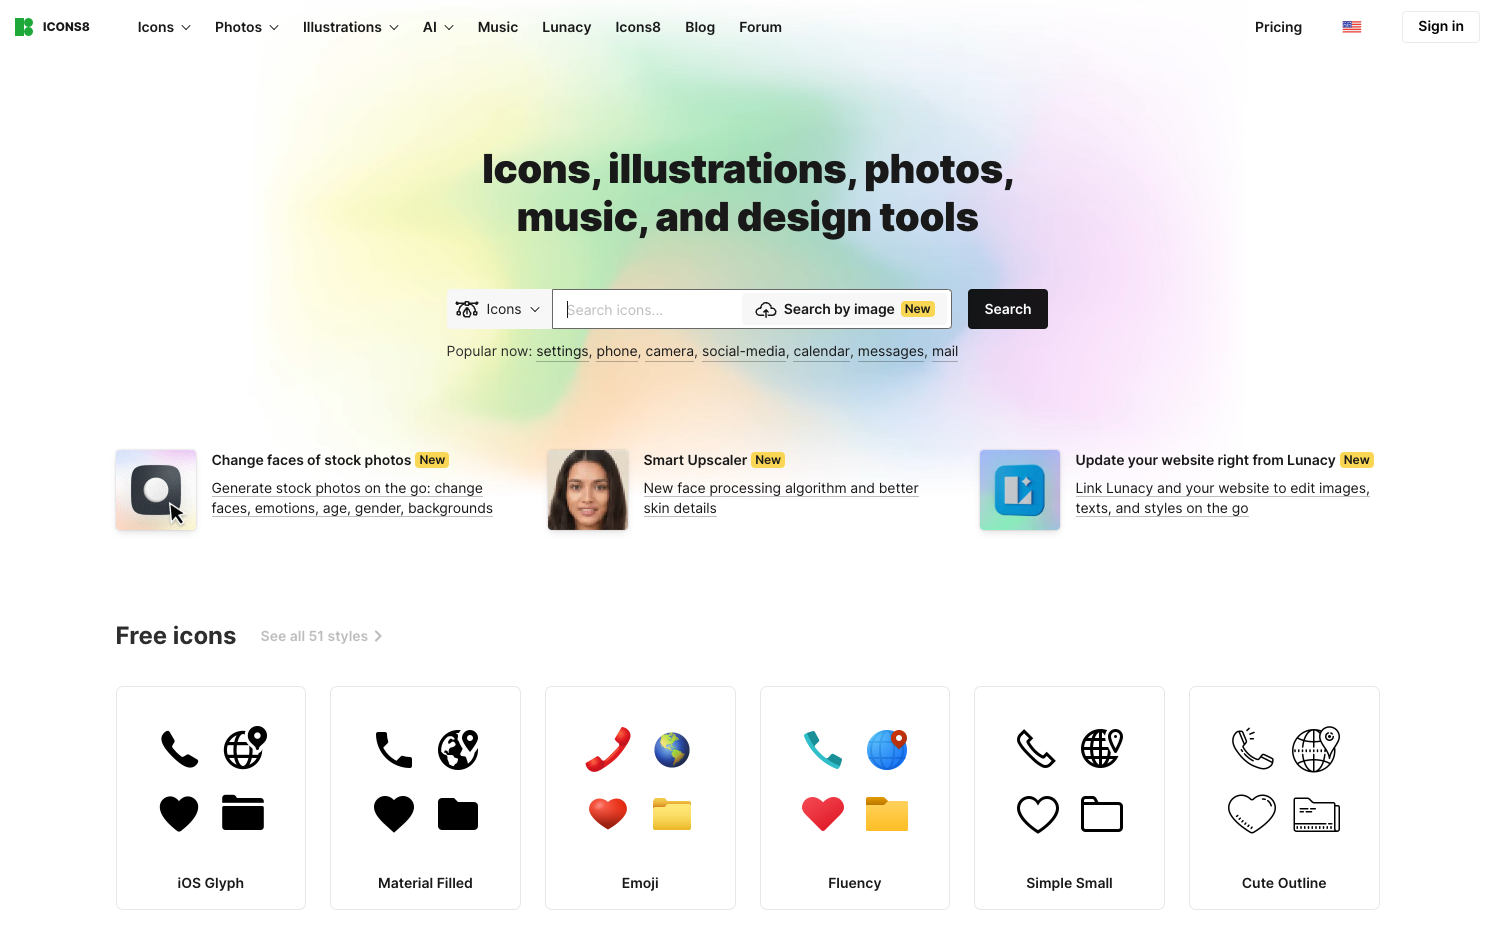 ICONS8 Icons Photos Illustrations AI Music Lunacy Icons8 Blog Forum Pricing Sign in
Icons, illustrations, photos,
music, and design tools
Icons Search icons... Search by image New Search
Popular now: settings, phone, camera, social-media, calendar, messages, mail
Change faces of stock photos New
Generate stock photos on the go: change
faces, emotions, age, gender, backgrounds
Smart Upscaler New
New face processing algorithm and better
skin details
Update your website right from Lunacy New
Link Lunacy and your website to edit images,
texts, and styles on the go
Free icons See all 51 styles
iOS Glyph
Material Filled
Emoji
Fluency
Simple Small
Cute Outline